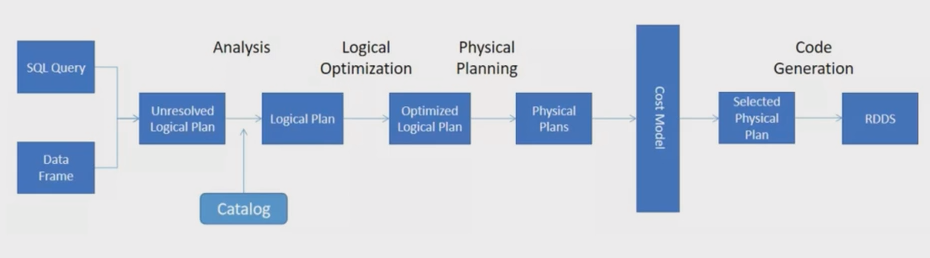 Analysis
Logical
Optimization
Physical
Planning
Code
Generation
SQL Query
Data
Frame
Unresolved
Logical Plan
Catalog
Logical Plan
Optimized
Logical Plan
Physical
Plans
Cost Model
Selected
Physical
Plan
RDDS